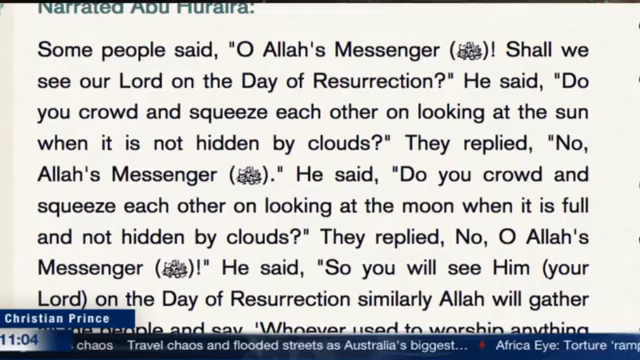 Narrated Abu Huraira:
Some people said, "O Allah's Messenger (ﷺ)! Shall we
see our Lord on the Day of Resurrection?" He said, "Do
you crowd and squeeze each other on looking at the sun
when it is not hidden by clouds?" They replied, "No,
Allah's Messenger (ﷺ)." He said, "Do you crowd and
squeeze each other on looking at the moon when it is full
and not hidden by clouds?" They replied, No, O Allah's
Messenger (ﷺ)!" He said, "So you will see Him (your
Lord) on the Day of Resurrection similarly Allah will gather
all the people and say, 'Whoever used to worship anything
Christian Prince
11:04
chaos Travel chaos and flooded streets as Australia's biggest... Africa Eye: Torture 'ramp